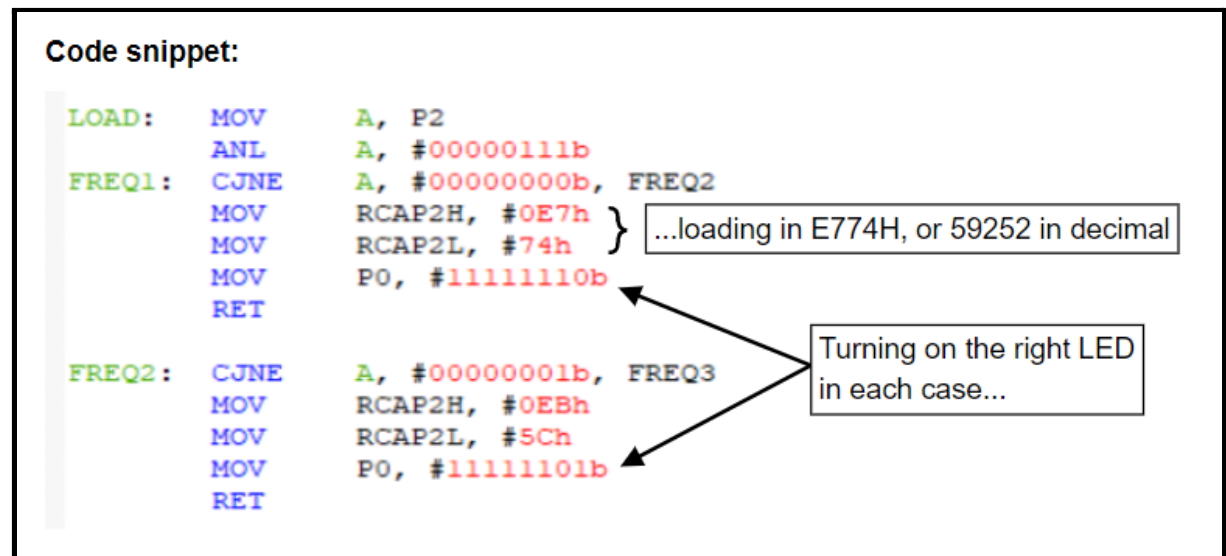 Code snippet:
LOAD: MOV A, P2
ANL A, #00000111b
FREQ1: CJNE A, #00000000b, FREQ2
MOV RCAP2H, #0E7h
MOV RCAP2L, #74h
} ...loading in E774H, or 59252 in decimal
MOV P0, #11111110b
RET
FREQ2: CJNE A, #00000001b, FREQ3
MOV RCAP2H, #0EBh
MOV RCAP2L, #5Ch
MOV P0, #11111101b
RET
Turning on the right LED
in each case...